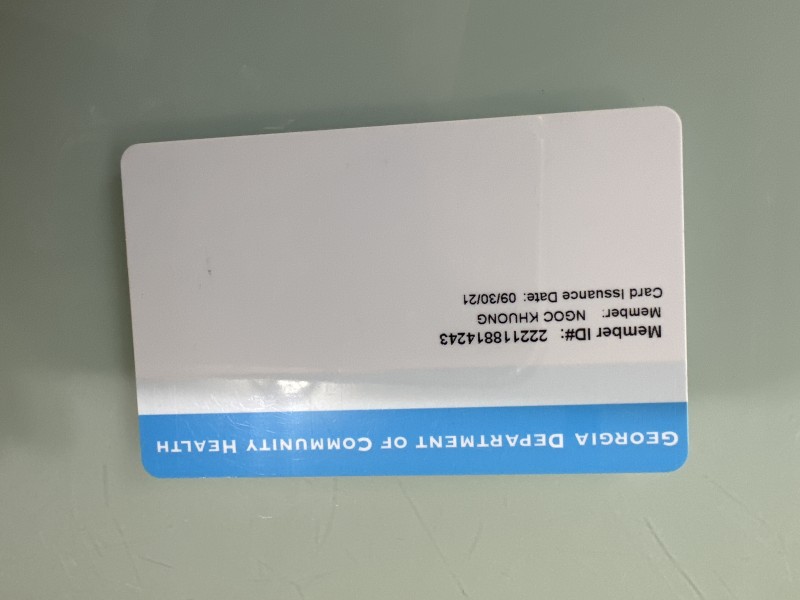 GEORGIA DEPARTMENT OF COMMUNITY HEALTH
Member ID#: 222118814243
Member: NGOC KHUONG
Card Issuance Date: 09/30/21